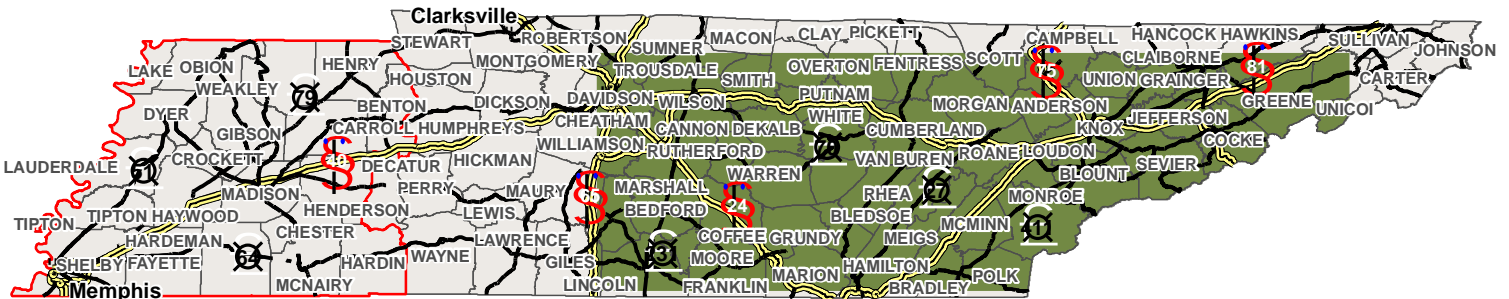 Clarksville
STEWART
ROBERTSON
SUMNER
MACON
CLAY
PICKETT
CAMPBELL
HANCOCK
HAWKINS
SULLIVAN
JOHNSON
LAKE
OBION
WEAKLEY
HENRY
HOUSTON
MONTGOMERY
TROUSDALE
SMITH
OVERTON
FENTRESS
SCOTT
75
CLAIBORNE
81
UNION
GRAINGER
CARTER
DYER
79
BENTON
DICKSON
DAVIDSON
WILSON
PUTNAM
WHITE
MORGAN
ANDERSON
GREENE
UNICOI
GIBSON
CARROLL
HUMPHREYS
CHEATHAM
CANNON
DEKALB
CUMBERLAND
KNOX
JEFFERSON
COCKE
LAUDERDALE
CROCKETT
DECATUR
HICKMAN
WILLIAMSON
RUTHERFORD
70
VAN BUREN
ROANE
LOUDON
SEVIER
MADISON
PERRY
MAURY
65
MARSHALL
WARREN
24
RHEA
27
BLOUNT
MONROE
TIPTON
TIPTON
HAYWOOD
HENDERSON
LEWIS
BEDFORD
BLEDSOE
MCMINN
411
HARDEMAN
CHESTER
LAWRENCE
COFFEE
GRUNDY
MEIGS
SHELBY
FAYETTE
64
HARDIN
WAYNE
GILES
MOORE
MARION
HAMILTON
POLK
Memphis
MCNAIRY
LINCOLN
FRANKLIN
BRADLEY